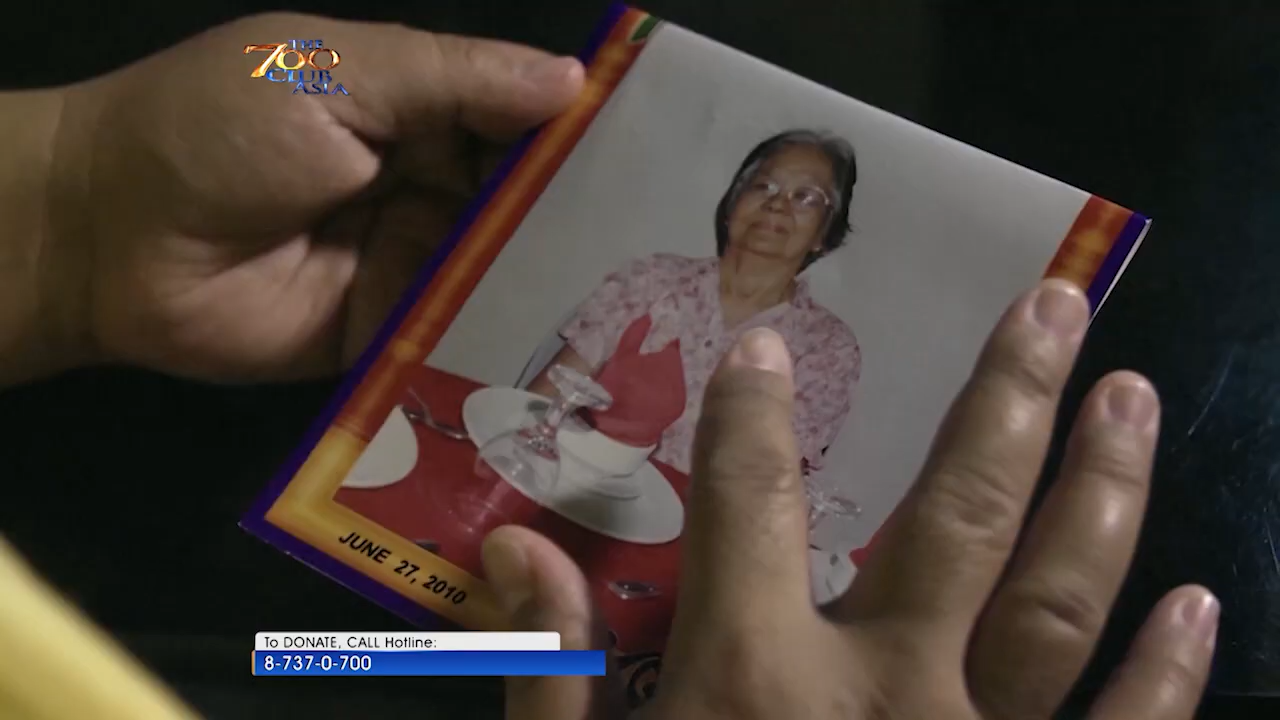 THE
700
CLUB
ASIA
JUNE 27, 2010
To DONATE, CALL Hotline:
8-737-0-700